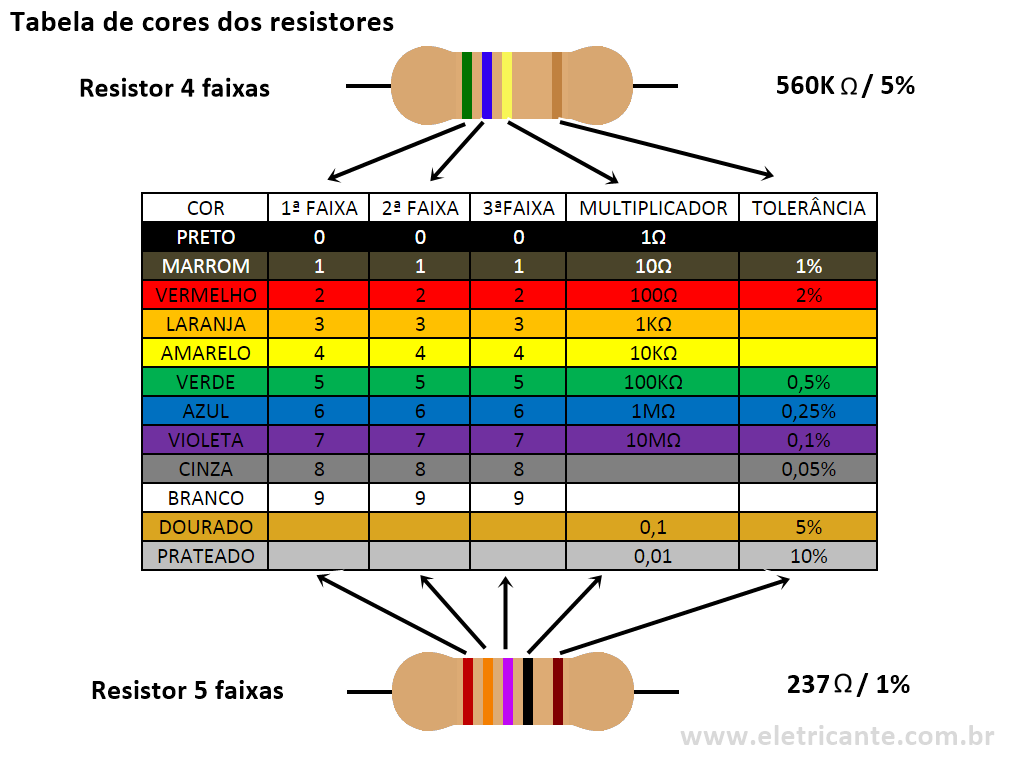 Tabela de cores dos resistores
Resistor 4 faixas
560K Ω / 5%
COR 1ª FAIXA 2ª FAIXA 3ªFAIXA MULTIPLICADOR TOLERÂNCIA
PRETO 0 0 0 1Ω
MARROM 1 1 1 10Ω 1%
VERMELHO 2 2 2 100Ω 2%
LARANJA 3 3 3 1KΩ
AMARELO 4 4 4 10KΩ
VERDE 5 5 5 100KΩ 0,5%
AZUL 6 6 6 1MΩ 0,25%
VIOLETA 7 7 7 10MΩ 0,1%
CINZA 8 8 8 0,05%
BRANCO 9 9 9
DOURADO 0,1 5%
PRATEADO 0,01 10%
Resistor 5 faixas
237 Ω / 1%
www.eletricante.com.br